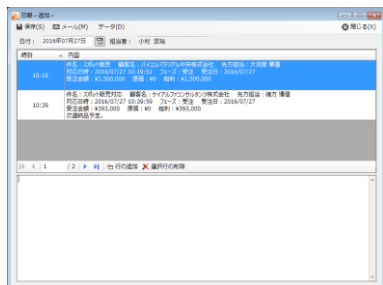 日報 -追加-
保存(S) メール(M) データ(D) 閉じる(X)
日付： 2016年07月27日 担当者： 小村 武裕
時刻 内容
10:19
件名：スポット販売 顧客名：バイエルマテリアル中央株式会社 先方担当：大河原
対応日時：2016/07/27 10:19:51 フェーズ：受注 受注日：2016/07/27
受注金額：¥1,500,000 原価：¥0 粗利：¥1,500,000
10:39
件名：スポット販売対応 顧客名：ケイアルファコンサルタンツ株式会社 先方担当：緒方 博信
対応日時：2016/07/27 10:39:59 フェーズ：受注 受注日：2016/07/27
受注金額：¥393,000 原価：¥0 粗利：¥393,000
次週納品予定。
1 / 2 行の追加 選択行の削除